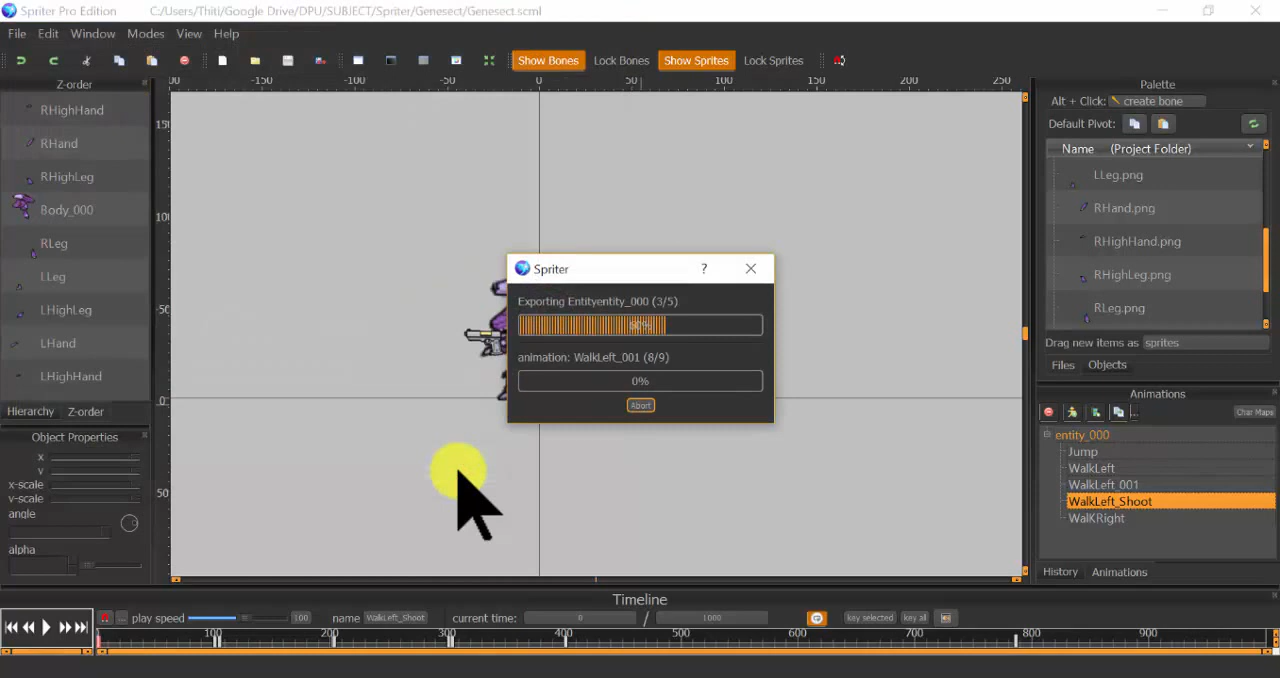 Spriter Pro Edition C:/Users/Thiti/Google Drive/DPU/SUBJECT/Spriter/Genesect/Genesect.scml
File Edit Window Modes View Help
Show Bones Lock Bones Show Sprites Lock Sprites
Z-order
RHighHand
RHand
RHighLeg
Body_000
RLeg
LLeg
LHighLeg
LHand
LHighHand
Hierarchy Z-order
Object Properties
x
y
x-scale
y-scale
angle
alpha
-150 -100 -50 0 50 100 150 200 250
100
-50
0
50
Spriter ?
Exporting Entityentity_000 (3/5)
60%
animation: WalkLeft_001 (8/9)
0%
Abort
Palette
Alt + Click: create bone
Default Pivot:
Name (Project Folder)
LLeg.png
RHand.png
RHighHand.png
RHighLeg.png
RLeg.png
Drag new items as sprites
Files Objects
Animations
Char Maps
entity_000
Jump
WalkLeft
WalkLeft_001
WalkLeft_Shoot
WalKRight
History Animations
Timeline
play speed 100 name WalkLeft_Shoot current time: 0 / 1000 key selected key all
100 200 300 400 500 600 700 800 900